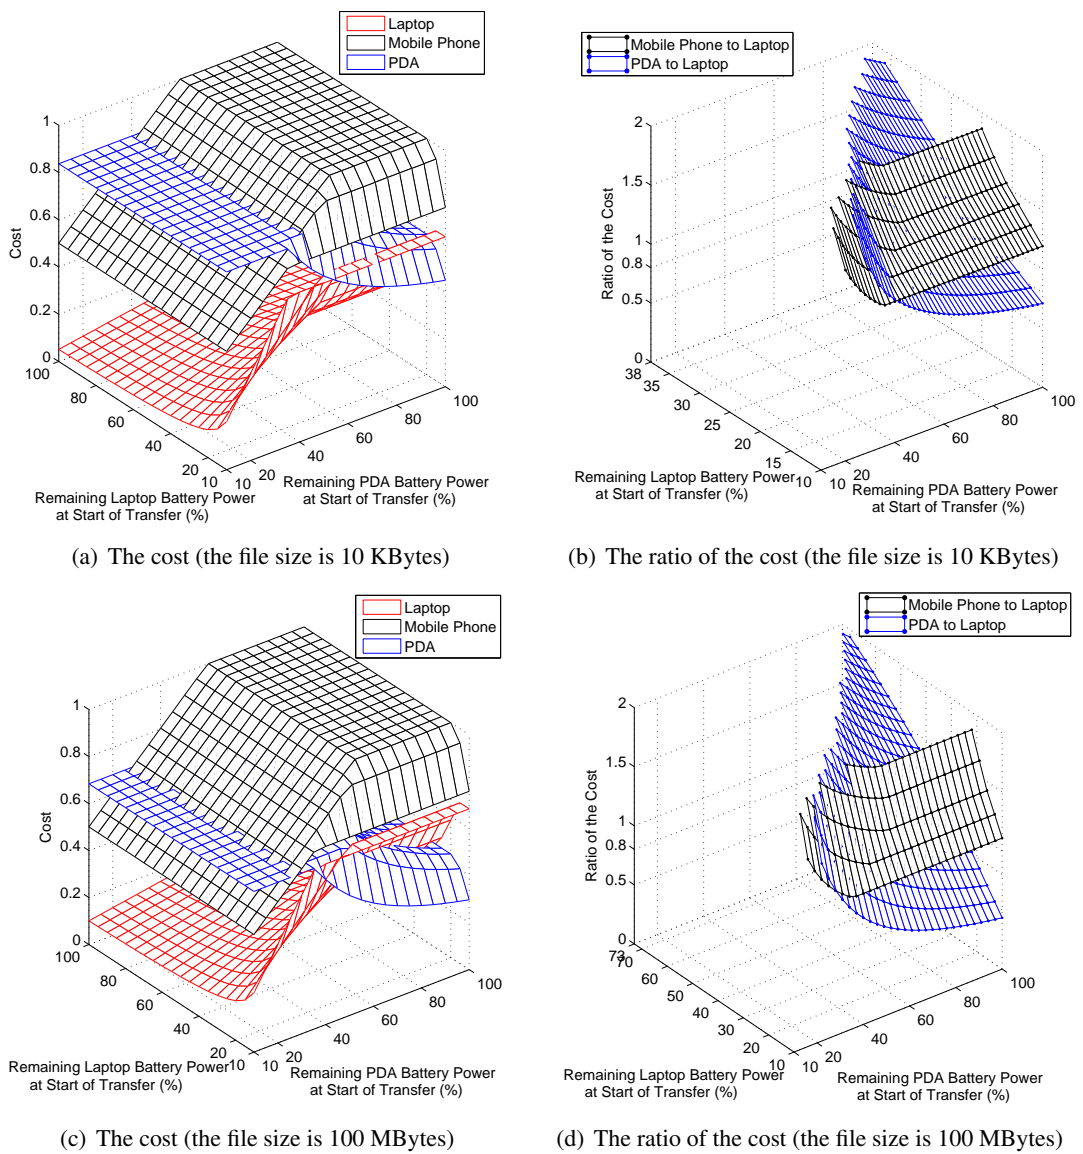 Laptop
Mobile Phone
PDA
1
0.8
0.6
0.4
0.2
0
Cost
100
80
60
40
20
10
Remaining Laptop Battery Power
at Start of Transfer (%)
10
20
40
60
80
100
Remaining PDA Battery Power
at Start of Transfer (%)
(a) The cost (the file size is 10 KBytes)
Mobile Phone to Laptop
PDA to Laptop
2
1.5
1
0.8
0.5
0
Ratio of the Cost
38
35
30
25
20
15
10
Remaining Laptop Battery Power
at Start of Transfer (%)
10
20
40
60
80
100
Remaining PDA Battery Power
at Start of Transfer (%)
(b) The ratio of the cost (the file size is 10 KBytes)
Laptop
Mobile Phone
PDA
1
0.8
0.6
0.4
0.2
0
Cost
100
80
60
40
20
10
Remaining Laptop Battery Power
at Start of Transfer (%)
10
20
40
60
80
100
Remaining PDA Battery Power
at Start of Transfer (%)
(c) The cost (the file size is 100 MBytes)
Mobile Phone to Laptop
PDA to Laptop
2
1.5
1
0.8
0.5
0
Ratio of the Cost
73
70
60
50
40
30
20
10
Remaining Laptop Battery Power
at Start of Transfer (%)
10
20
40
60
80
100
Remaining PDA Battery Power
at Start of Transfer (%)
(d) The ratio of the cost (the file size is 100 MBytes)